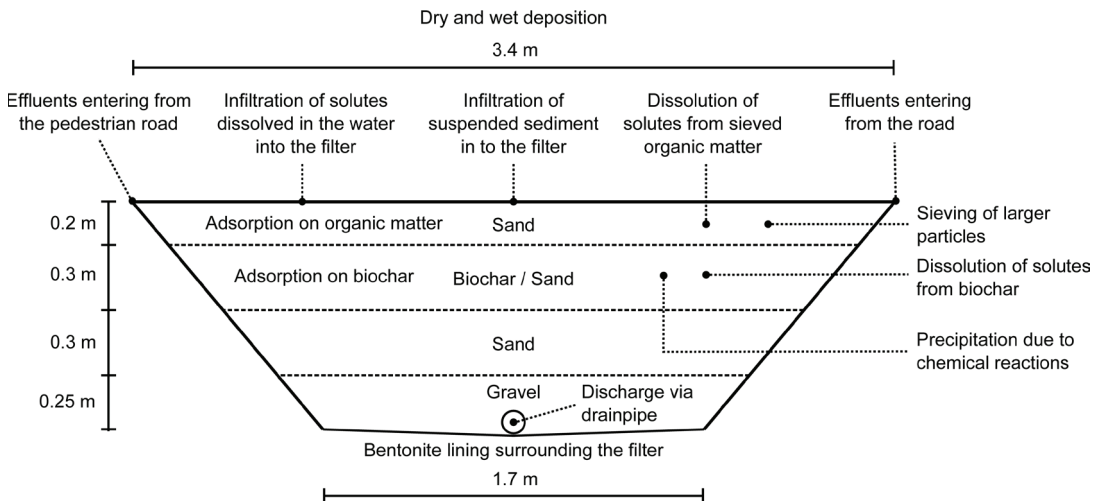 Dry and wet deposition
3.4 m
Effluents entering from
the pedestrian road
Infiltration of solutes
dissolved in the water
into the filter
Infiltration of
suspended sediment
in to the filter
Dissolution of
solutes from sieved
organic matter
Effluents entering
from the road
0.2 m
Adsorption on organic matter
Sand
Sieving of larger
particles
0.3 m
Adsorption on biochar
Biochar / Sand
Dissolution of solutes
from biochar
0.3 m
Sand
Precipitation due to
chemical reactions
0.25 m
Gravel
Discharge via
drainpipe
Bentonite lining surrounding the filter
1.7 m